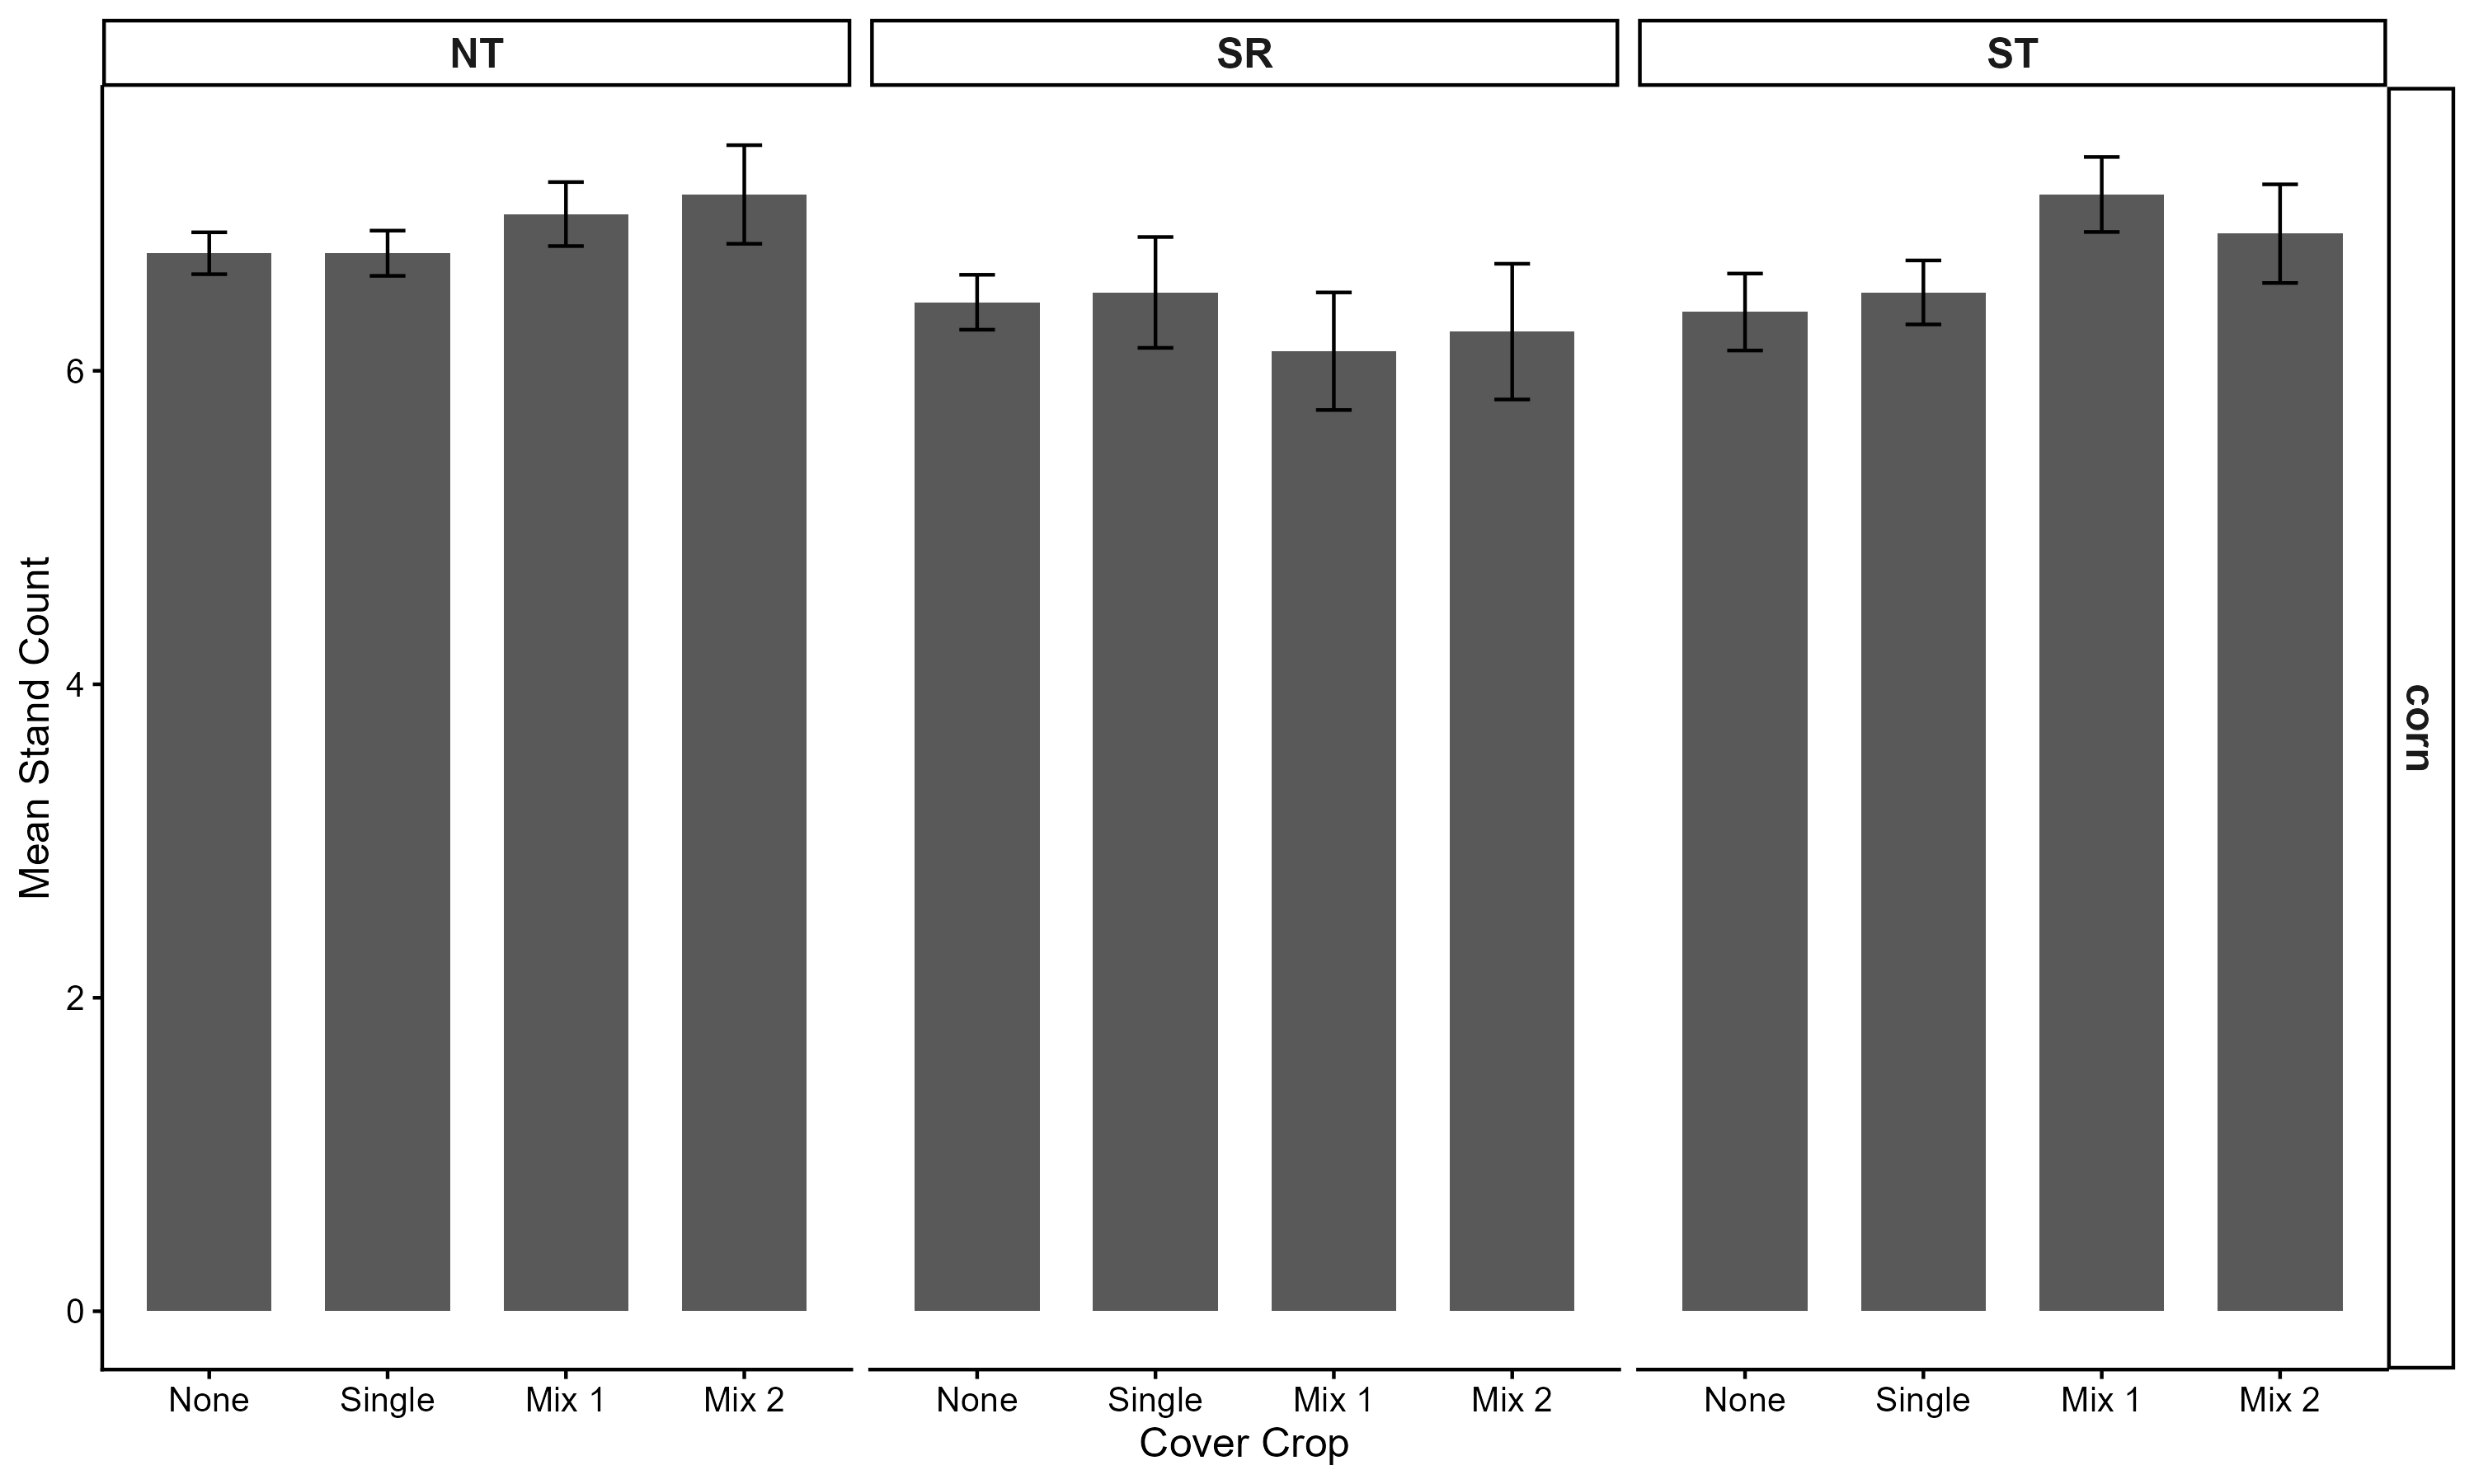 NT
SR
ST
corn
Mean Stand Count
6
4
2
0
None Single Mix 1 Mix 2
None Single Mix 1 Mix 2
None Single Mix 1 Mix 2
Cover Crop